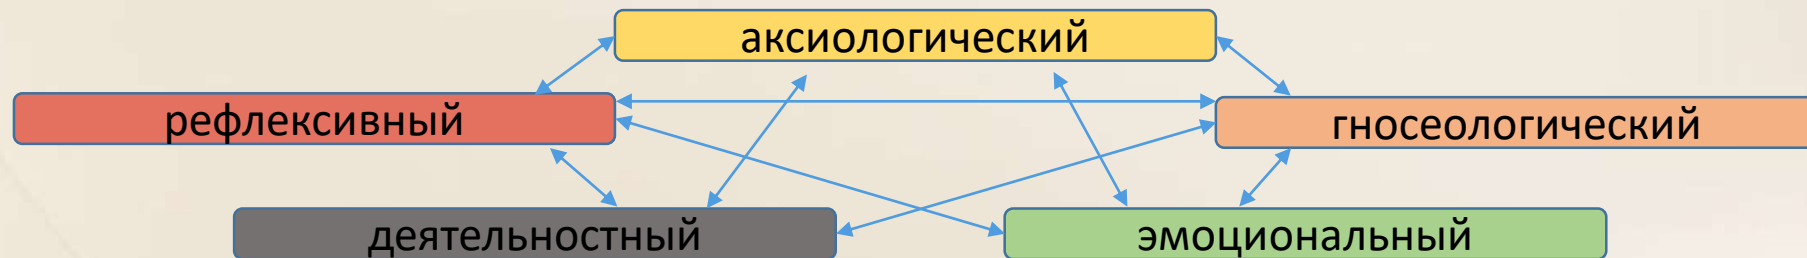 аксиологический
рефлексивный
гносеологический
деятельностный
эмоциональный